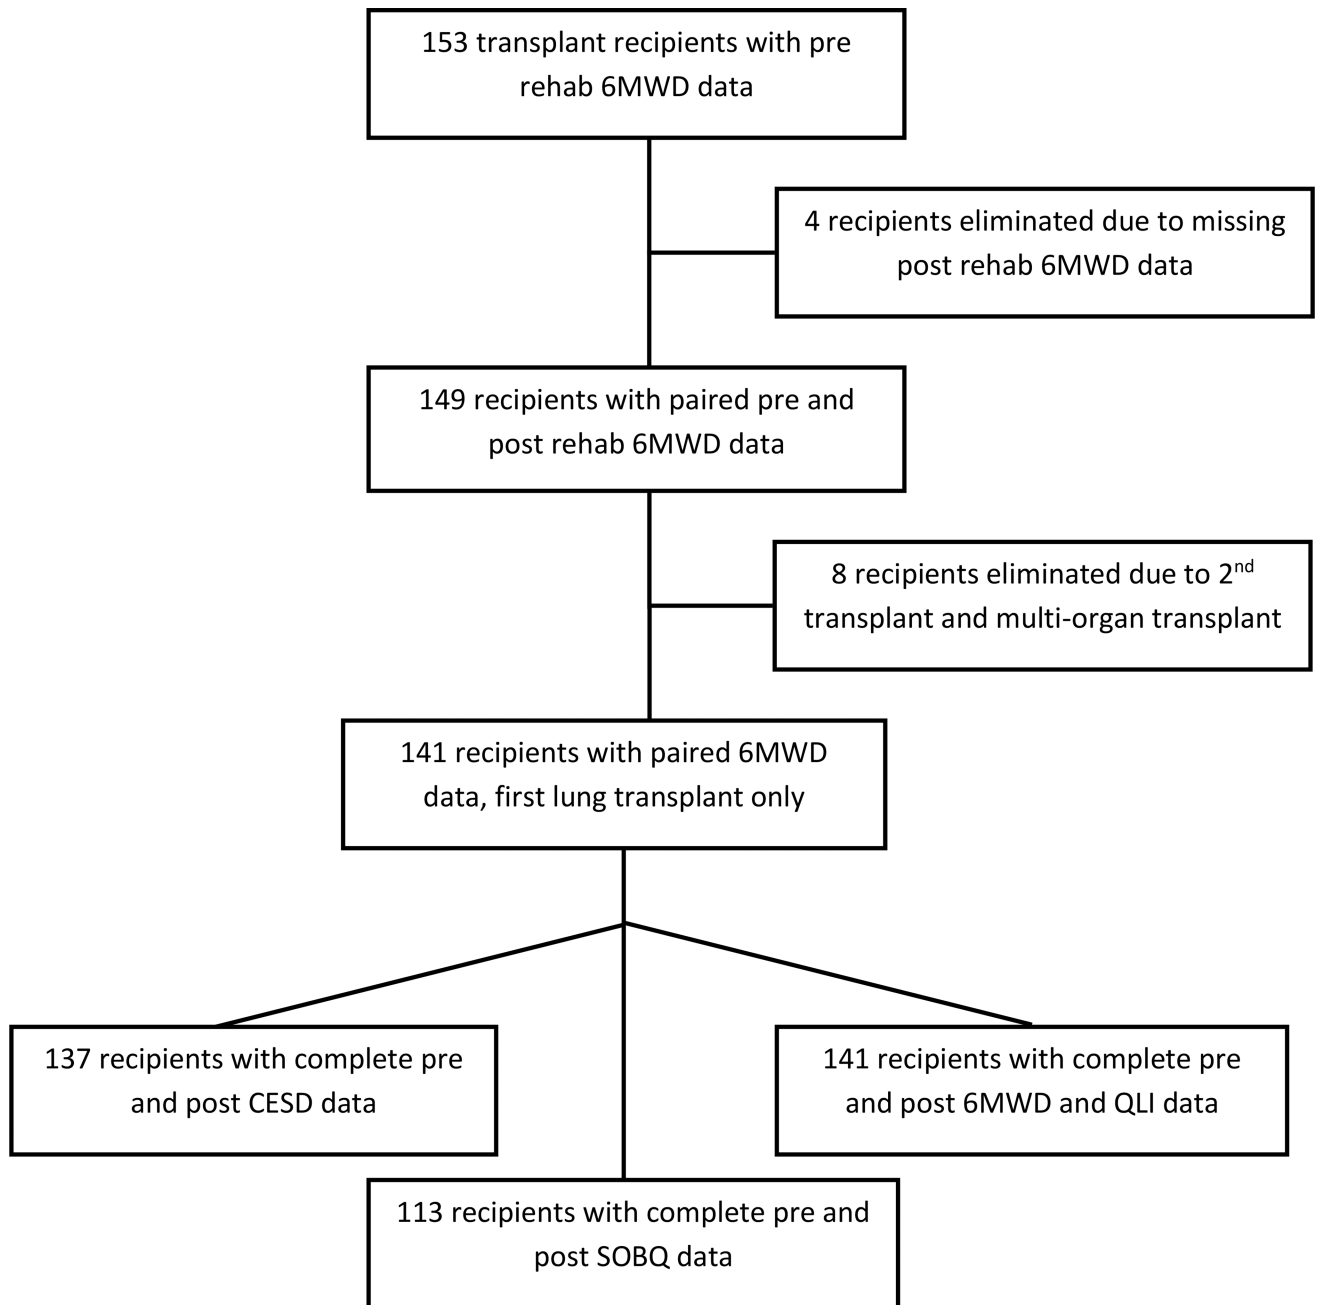 153 transplant recipients with pre
rehab 6MWD data
4 recipients eliminated due to missing
post rehab 6MWD data
149 recipients with paired pre and
post rehab 6MWD data
8 recipients eliminated due to 2nd
transplant and multi-organ transplant
141 recipients with paired 6MWD
data, first lung transplant only
137 recipients with complete pre
and post CESD data
141 recipients with complete pre
and post 6MWD and QLI data
113 recipients with complete pre and
post SOBQ data